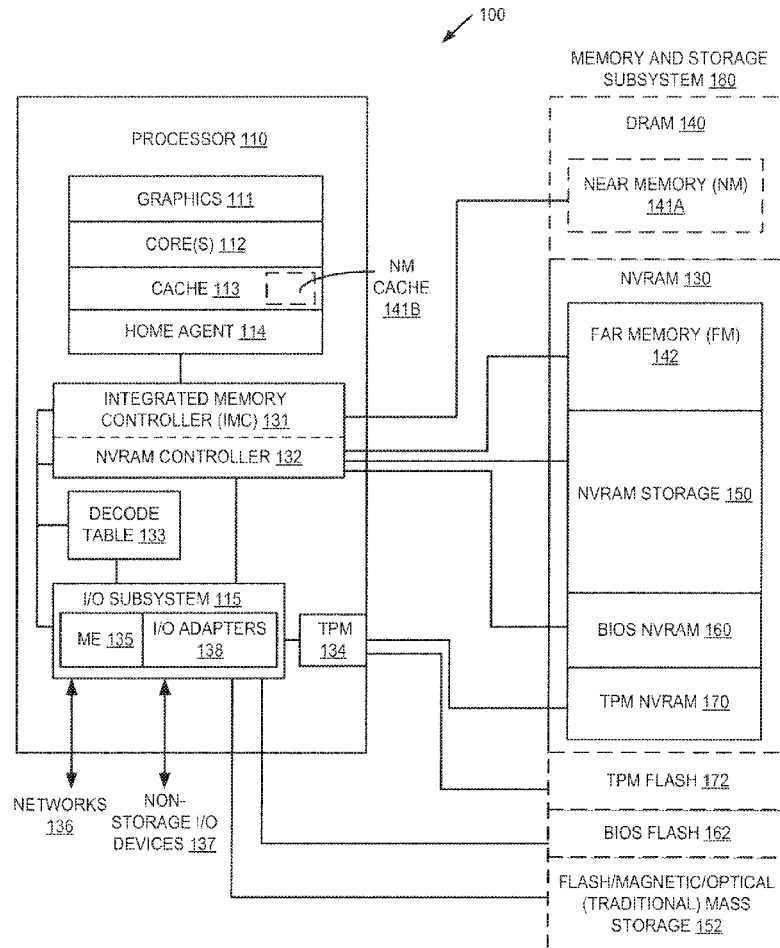 100
MEMORY AND STORAGE
SUBSYSTEM 180
PROCESSOR 110
GRAPHICS 111
CORE(S) 112
CACHE 113
HOME AGENT 114
NM
CACHE
141B
INTEGRATED MEMORY
CONTROLLER (IMC) 131
NVRAM CONTROLLER 132
DECODE
TABLE 133
I/O SUBSYSTEM 115
ME 135
I/O ADAPTERS
138
TPM
134
NETWORKS
136
NON-
STORAGE I/O
DEVICES 137
DRAM 140
NEAR MEMORY (NM)
141A
NVRAM 130
FAR MEMORY (FM)
142
NVRAM STORAGE 150
BIOS NVRAM 160
TPM NVRAM 170
TPM FLASH 172
BIOS FLASH 162
FLASH/MAGNETIC/OPTICAL
(TRADITIONAL) MASS
STORAGE 152